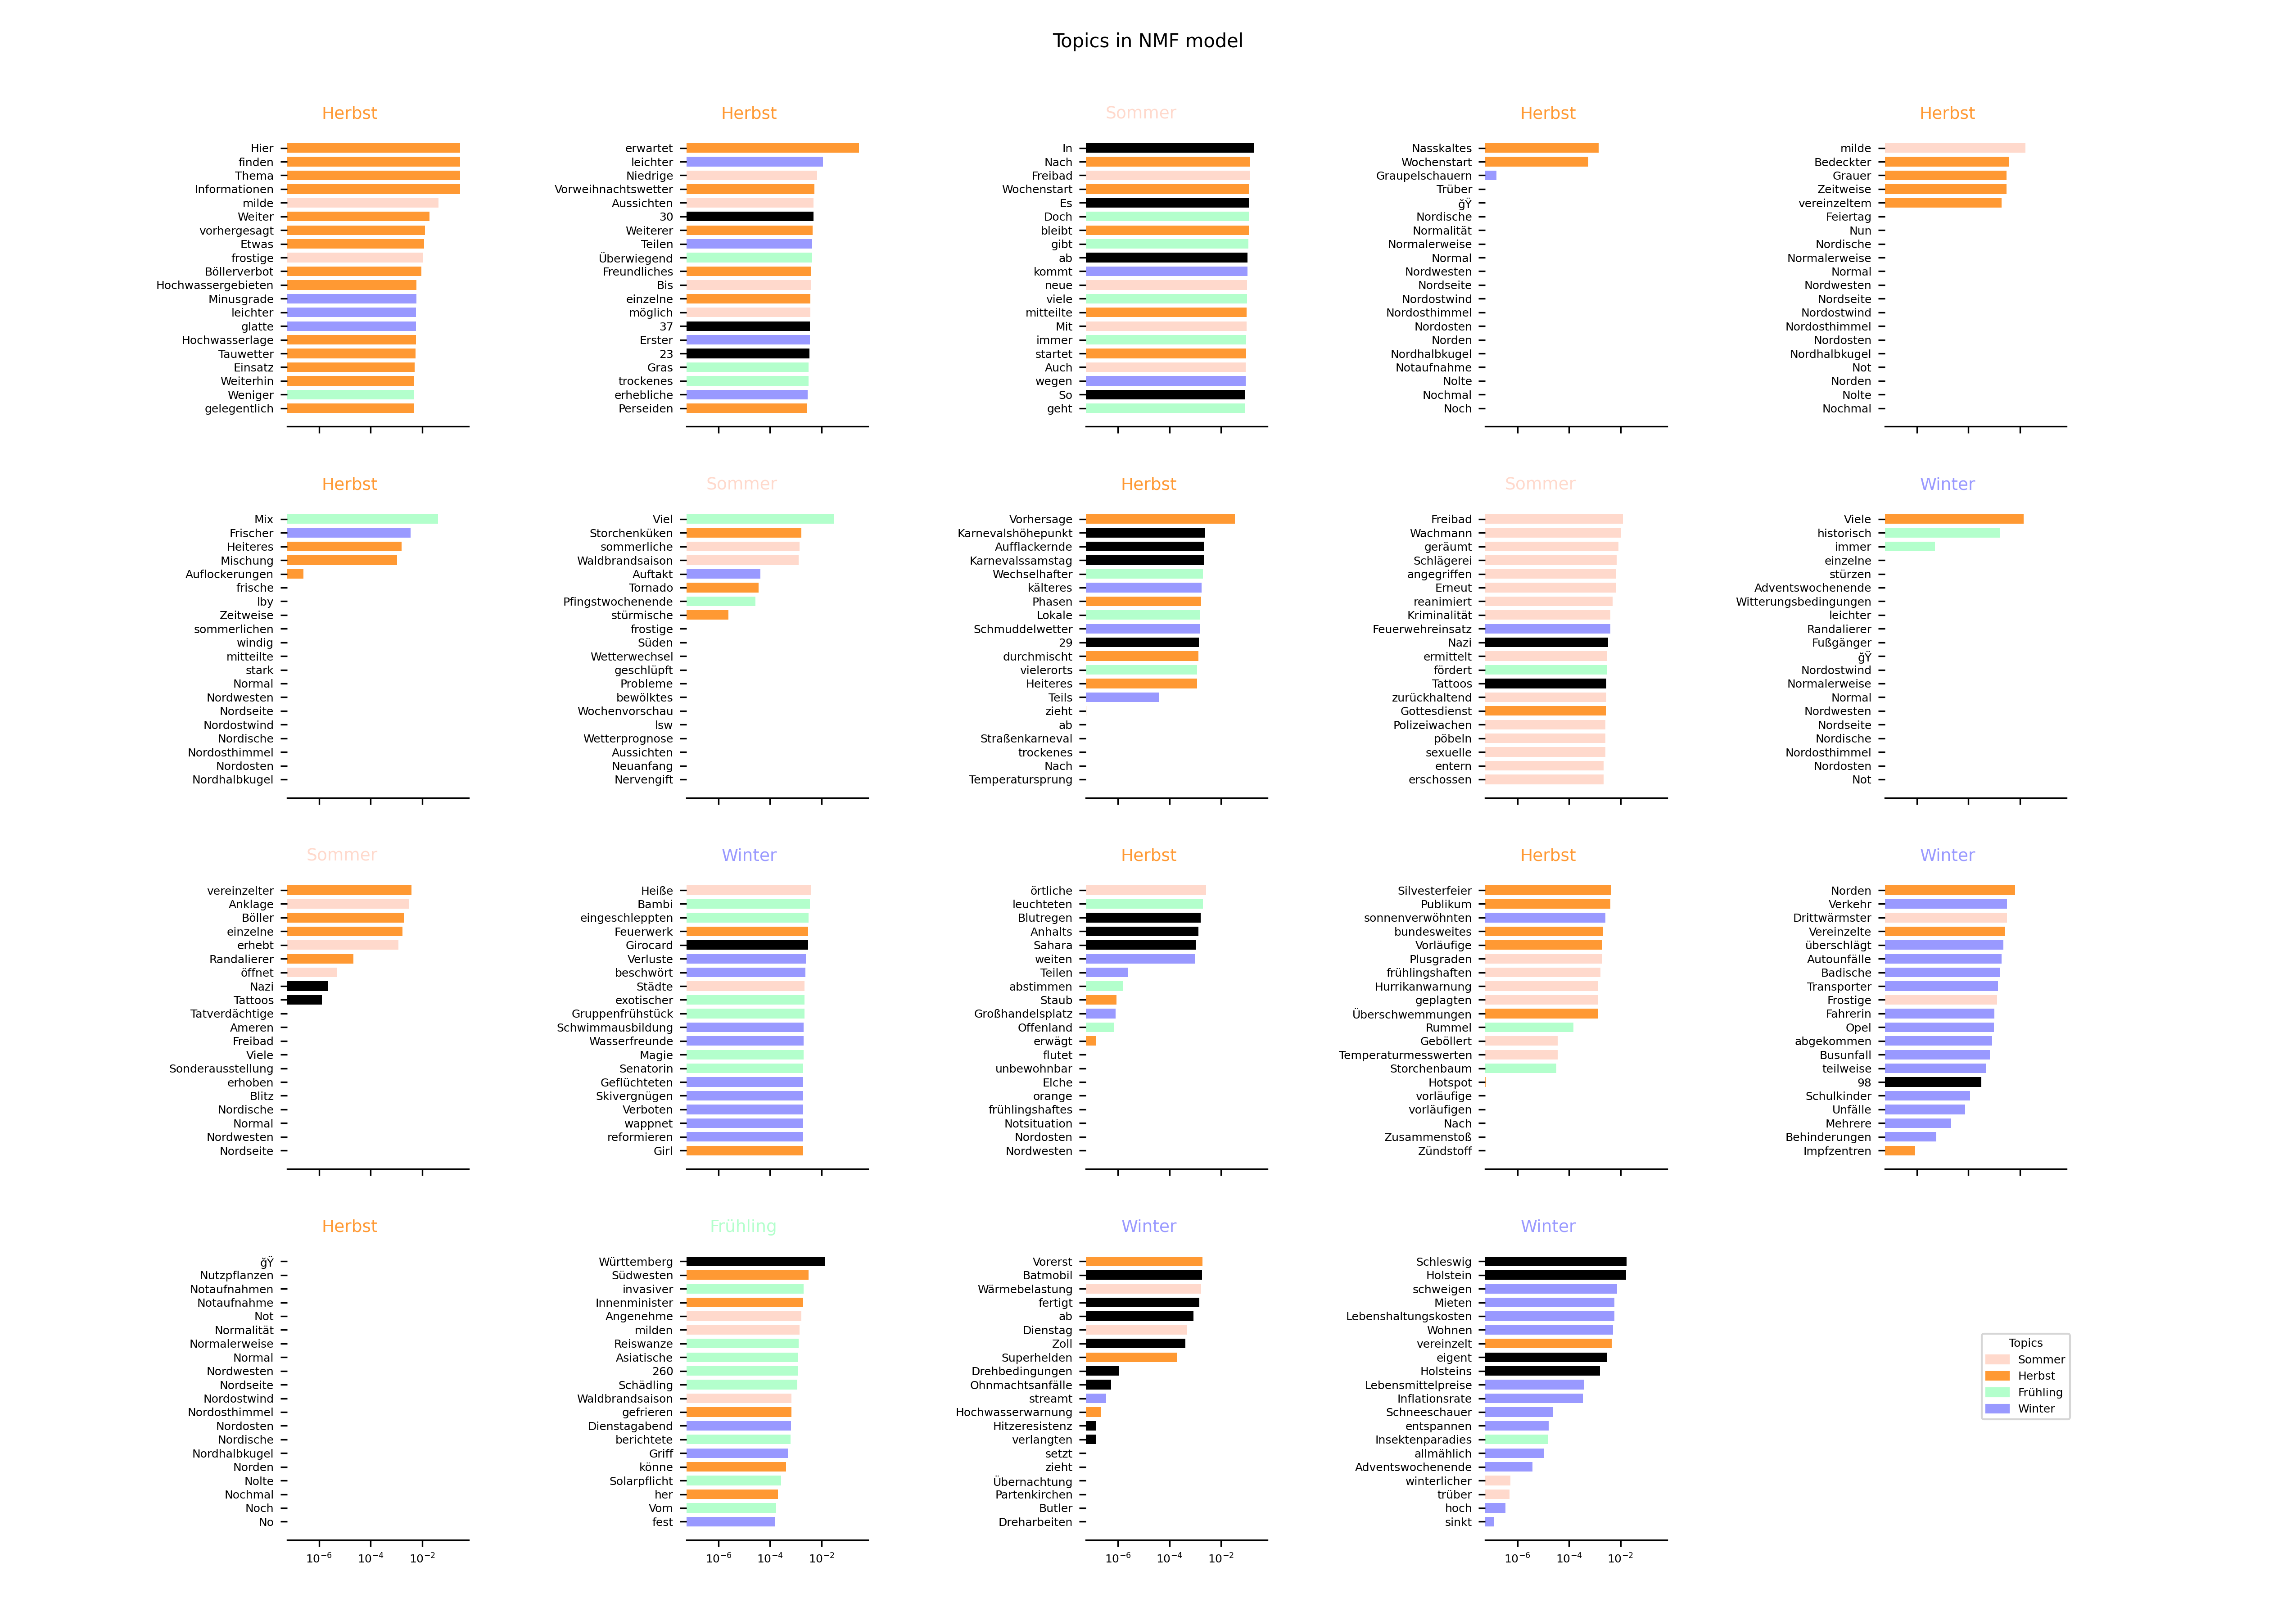 Topics in NMF model
Herbst
Hier
finden
Thema
Informationen
milde
Weiter
vorhergesagt
Etwas
frostige
Böllerverbot
Hochwassergebieten
Minusgrade
leichter
glatte
Hochwasserlage
Tauwetter
Einsatz
Weiterhin
Weniger
gelegentlich
Herbst
erwartet
leichter
Niedrige
Vorweihnachtswetter
Aussichten
30
Weiterer
Teilen
Überwiegend
Freundliches
Bis
einzelne
möglich
37
Erster
23
Gras
trockenes
erhebliche
Perseiden
Sommer
In
Nach
Freibad
Wochenstart
Es
Doch
bleibt
gibt
ab
kommt
neue
viele
mitteilte
Mit
immer
startet
Auch
wegen
So
geht
Herbst
Nasskaltes
Wochenstart
Graupelschauern
Trüber
ğŸ
Nordische
Normalität
Normalerweise
Normal
Nordwesten
Nordseite
Nordostwind
Nordosthimmel
Nordosten
Norden
Nordhalbkugel
Notaufnahme
Nolte
Nochmal
Noch
Herbst
milde
Bedeckter
Grauer
Zeitweise
vereinzeltem
Feiertag
Nun
Nordische
Normalerweise
Normal
Nordwesten
Nordseite
Nordostwind
Nordosthimmel
Nordosten
Nordhalbkugel
Not
Norden
Nolte
Nochmal
Herbst
Mix
Frischer
Heiteres
Mischung
Auflockerungen
frische
lby
Zeitweise
sommerlichen
windig
mitteilte
stark
Normal
Nordwesten
Nordseite
Nordostwind
Nordische
Nordosthimmel
Nordosten
Nordhalbkugel
Sommer
Viel
Storchenküken
sommerliche
Waldbrandsaison
Auftakt
Tornado
Pfingstwochenende
stürmische
frostige
Süden
Wetterwechsel
geschlüpft
Probleme
bewölktes
Wochenvorschau
lsw
Wetterprognose
Aussichten
Neuanfang
Nervengift
Herbst
Vorhersage
Karnevalshöhepunkt
Aufflackernde
Karnevalssamstag
Wechselhafter
kälteres
Phasen
Lokale
Schmuddelwetter
29
durchmischt
vielerorts
Heiteres
Teils
zieht
ab
Straßenkarneval
trockenes
Nach
Temperatursprung
Sommer
Freibad
Wachmann
geräumt
Schlägerei
angegriffen
Erneut
reanimiert
Kriminalität
Feuerwehreinsatz
Nazi
ermittelt
fördert
Tattoos
zurückhaltend
Gottesdienst
Polizeiwachen
pöbeln
sexuelle
entern
erschossen
Winter
Viele
historisch
immer
einzelne
stürzen
Adventswochenende
Witterungsbedingungen
leichter
Randalierer
Fußgänger
ğŸ
Nordostwind
Normalerweise
Normal
Nordwesten
Nordseite
Nordische
Nordosthimmel
Nordosten
Not
Sommer
vereinzelter
Anklage
Böller
einzelne
erhebt
Randalierer
öffnet
Nazi
Tattoos
Tatverdächtige
Ameren
Freibad
Viele
Sonderausstellung
erhoben
Blitz
Nordische
Normal
Nordwesten
Nordseite
Winter
Heiße
Bambi
eingeschleppten
Feuerwerk
Girocard
Verluste
beschwört
Städte
exotischer
Gruppenfrühstück
Schwimmausbildung
Wasserfreunde
Magie
Senatorin
Geflüchteten
Skivergnügen
Verboten
wappnet
reformieren
Girl
Herbst
örtliche
leuchteten
Blutregen
Anhalts
Sahara
weiten
Teilen
abstimmen
Staub
Großhandelsplatz
Offenland
erwägt
flutet
unbewohnbar
Elche
orange
frühlingshaftes
Notsituation
Nordosten
Nordwesten
Herbst
Silvesterfeier
Publikum
sonnenverwöhnten
bundesweites
Vorläufige
Plusgraden
frühlingshaften
Hurrikanwarnung
geplagten
Überschwemmungen
Rummel
Geböllert
Temperaturmesswerten
Storchenbaum
Hotspot
vorläufige
vorläufigen
Nach
Zusammenstoß
Zündstoff
Winter
Norden
Verkehr
Drittwärmster
Vereinzelte
überschlägt
Autounfälle
Badische
Transporter
Frostige
Fahrerin
Opel
abgekommen
Busunfall
teilweise
98
Schulkinder
Unfälle
Mehrere
Behinderungen
Impfzentren
Herbst
ğŸ
Nutzpflanzen
Notaufnahmen
Notaufnahme
Not
Normalität
Normalerweise
Normal
Nordwesten
Nordseite
Nordostwind
Nordosthimmel
Nordosten
Nordische
Nordhalbkugel
Norden
Nolte
Nochmal
Noch
No
10⁻⁶ 10⁻⁴ 10⁻²
Frühling
Württemberg
Südwesten
invasiver
Innenminister
Angenehme
milden
Reiswanze
Asiatische
260
Schädling
Waldbrandsaison
gefrieren
Dienstagabend
berichtete
Griff
könne
Solarpflicht
her
Vom
fest
10⁻⁶ 10⁻⁴ 10⁻²
Winter
Vorerst
Batmobil
Wärmebelastung
fertigt
ab
Dienstag
Zoll
Superhelden
Drehbedingungen
Ohnmachtsanfälle
streamt
Hochwasserwarnung
Hitzeresistenz
verlangten
setzt
zieht
Übernachtung
Partenkirchen
Butler
Dreharbeiten
10⁻⁶ 10⁻⁴ 10⁻²
Winter
Schleswig
Holstein
schweigen
Mieten
Lebenshaltungskosten
Wohnen
vereinzelt
eigent
Holsteins
Lebensmittelpreise
Inflationsrate
Schneeschauer
entspannen
Insektenparadies
allmählich
Adventswochenende
winterlicher
trüber
hoch
sinkt
10⁻⁶ 10⁻⁴ 10⁻²
Topics
Sommer
Herbst
Frühling
Winter